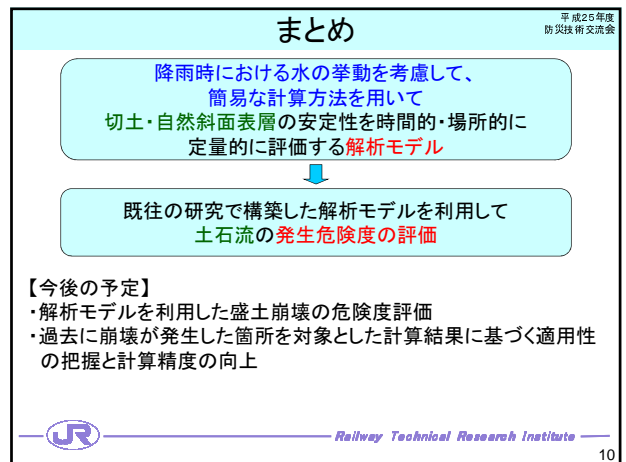 まとめ
平成25年度
防災技術交流会
降雨時における水の挙動を考慮して、
簡易な計算方法を用いて
切土・自然斜面表層の安定性を時間的・場所的に
定量的に評価する解析モデル
既往の研究で構築した解析モデルを利用して
土石流の発生危険度の評価
【今後の予定】
・解析モデルを利用した盛土崩壊の危険度評価
・過去に崩壊が発生した箇所を対象とした計算結果に基づく適用性
の把握と計算精度の向上
JR
Railway Technical Research Institute
10